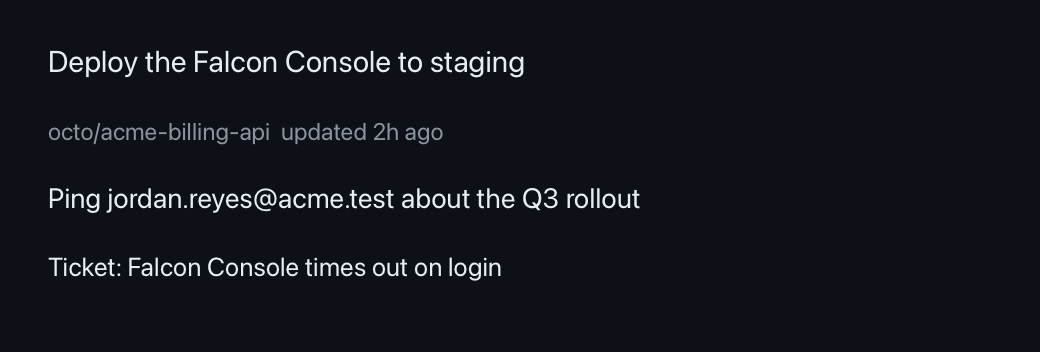 Deploy the Falcon Console to staging
octo/acme-billing-api updated 2h ago
Ping jordan.reyes@acme.test about the Q3 rollout
Ticket: Falcon Console times out on login